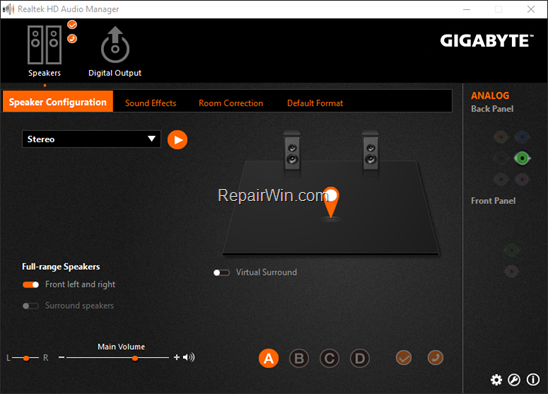 Realtek HD Audio Manager
GIGABYTE™
Speakers
Digital Output
Speaker Configuration
Sound Effects
Room Correction
Default Format
ANALOG
Back Panel
Stereo
RepairWin.com
Front Panel
Full-range Speakers
Front left and right
Surround speakers
Virtual Surround
Main Volume
L R - +
A B C D